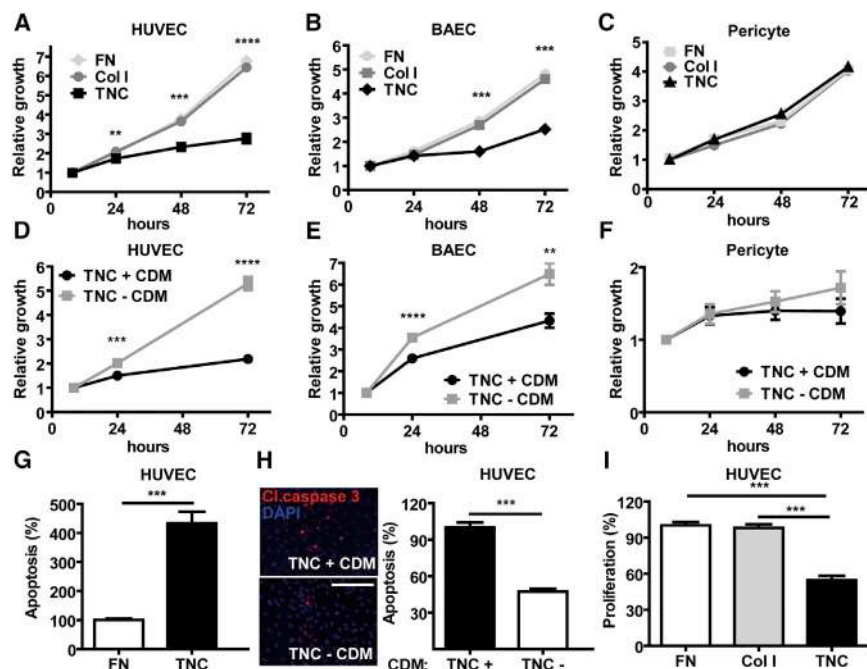 A
HUVEC
Relative growth
7
6
5
4
3
2
1
FN
Col I
TNC
**
***
****
0 24 48 72
hours
B
BAEC
Relative growth
6
5
4
3
2
1
FN
Col I
TNC
***
***
0 24 48 72
hours
C
Pericyte
Relative growth
5
4
3
2
1
0
FN
Col I
TNC
0 24 48 72
hours
D
HUVEC
Relative growth
6
5
4
3
2
1
0
TNC + CDM
TNC - CDM
***
****
0 24 48 72
hours
E
BAEC
Relative growth
7
6
5
4
3
2
1
0
****
**
TNC + CDM
TNC - CDM
0 24 48 72
hours
F
Pericyte
Relative growth
2
1
0
TNC + CDM
TNC - CDM
0 24 48 72
hours
G
HUVEC
***
Apoptosis (%)
500
400
300
200
100
0
FN TNC
H
Cl.caspase 3
DAPI
TNC + CDM
TNC - CDM
HUVEC
***
Apoptosis (%)
120
90
60
30
CDM: TNC + TNC -
I
HUVEC
***
***
Proliferation (%)
120
90
60
30
0
FN Col I TNC